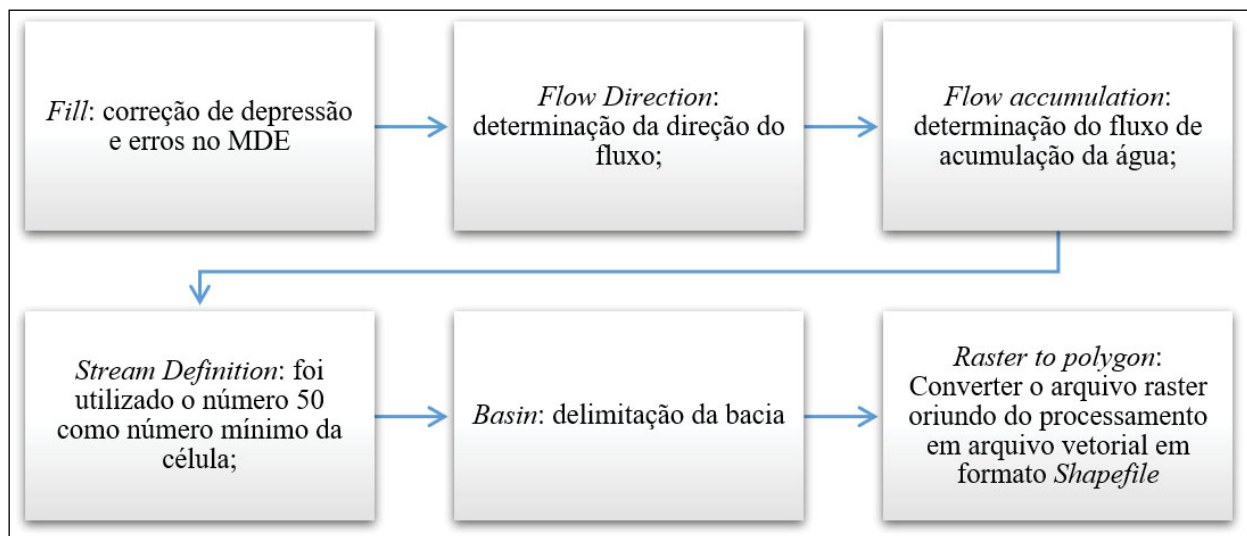 Fill: correção de depressão
e erros no MDE
Flow Direction:
determinação da direção do
fluxo;
Flow accumulation:
determinação do fluxo de
acumulação da água;
Stream Definition: foi
utilizado o número 50
como número mínimo da
célula;
Basin: delimitação da bacia
Raster to polygon:
Converter o arquivo raster
oriundo do processamento
em arquivo vetorial em
formato Shapefile